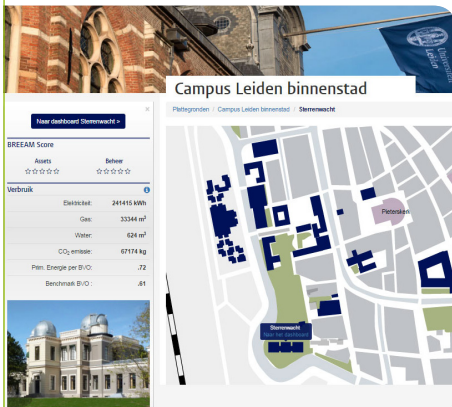 Universiteit
Leiden
Campus Leiden binnenstad
Plattegronden / Campus Leiden binnenstad / Sterrenwacht
×
Naar dashboard Sterrenwacht >
BREEAM Score
Assets Beheer
☆☆☆☆☆ ☆☆☆☆☆
Verbruik i
Elektriciteit: 241415 kWh
Gas: 33344 m³
Water: 624 m³
CO₂ emissie: 67174 kg
Prim. Energie per BVO: .72
Benchmark BVO : .61
Pieterskerk
Sterrenwacht
Naar het dashboard